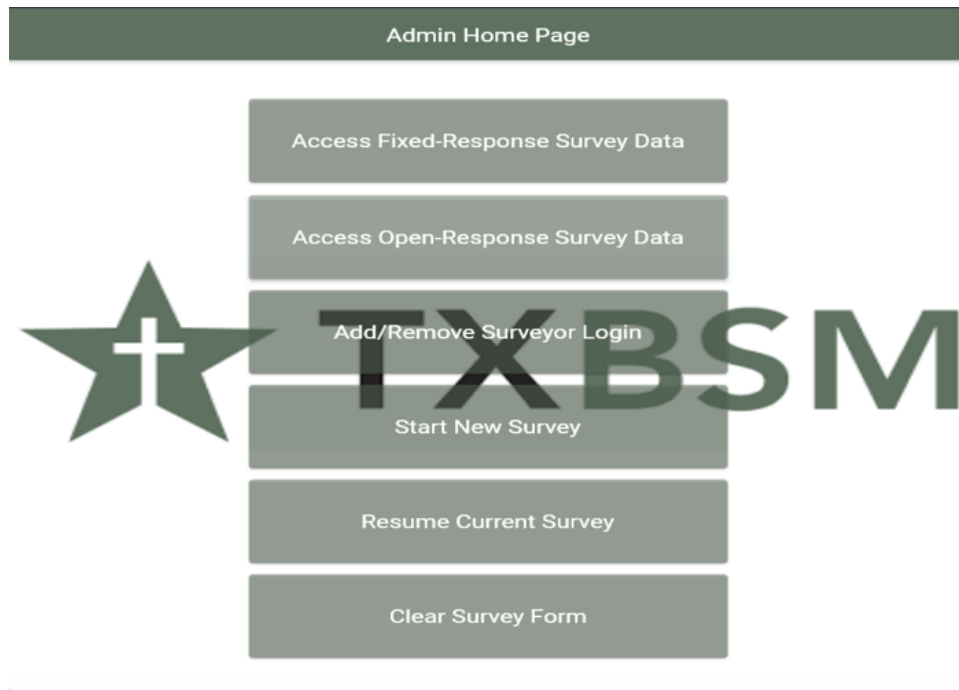 Admin Home Page
Access Fixed-Response Survey Data
Access Open-Response Survey Data
Add/Remove Surveyor Login
TXBSM
Start New Survey
Resume Current Survey
Clear Survey Form